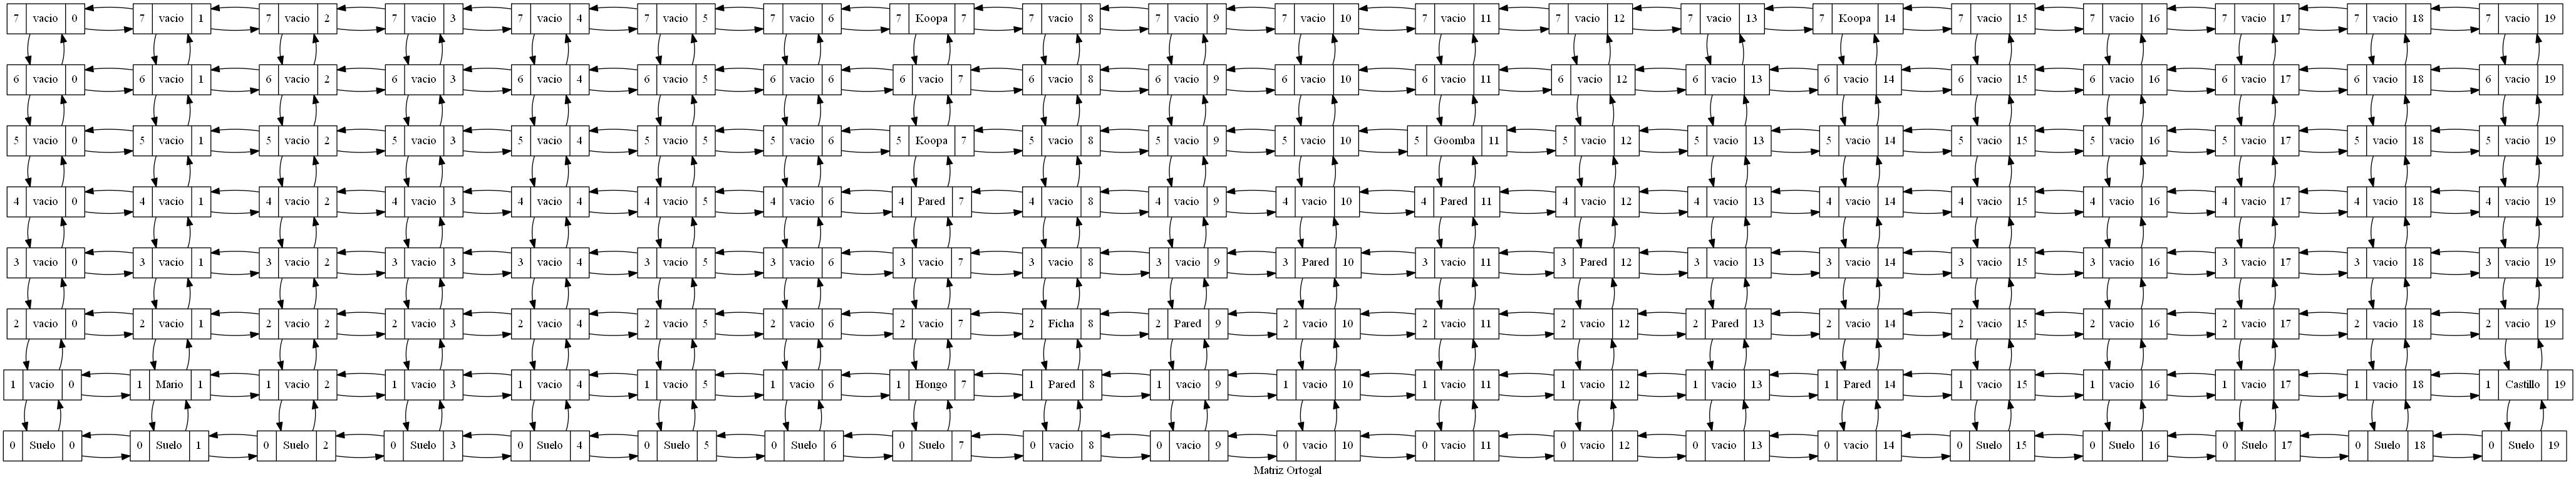 7 vacio 0 7 vacio 1 7 vacio 2 7 vacio 3 7 vacio 4 7 vacio 5 7 vacio 6 7 Koopa 7 7 vacio 8 7 vacio 9 7 vacio 10 7 vacio 11 7 vacio 12 7 vacio 13 7 Koopa 14 7 vacio 15 7 vacio 16 7 vacio 17 7 vacio 18 7 vacio 19
6 vacio 0 6 vacio 1 6 vacio 2 6 vacio 3 6 vacio 4 6 vacio 5 6 vacio 6 6 vacio 7 6 vacio 8 6 vacio 9 6 vacio 10 6 vacio 11 6 vacio 12 6 vacio 13 6 vacio 14 6 vacio 15 6 vacio 16 6 vacio 17 6 vacio 18 6 vacio 19
5 vacio 0 5 vacio 1 5 vacio 2 5 vacio 3 5 vacio 4 5 vacio 5 5 vacio 6 5 Koopa 7 5 vacio 8 5 vacio 9 5 vacio 10 5 Goomba 11 5 vacio 12 5 vacio 13 5 vacio 14 5 vacio 15 5 vacio 16 5 vacio 17 5 vacio 18 5 vacio 19
4 vacio 0 4 vacio 1 4 vacio 2 4 vacio 3 4 vacio 4 4 vacio 5 4 vacio 6 4 Pared 7 4 vacio 8 4 vacio 9 4 vacio 10 4 Pared 11 4 vacio 12 4 vacio 13 4 vacio 14 4 vacio 15 4 vacio 16 4 vacio 17 4 vacio 18 4 vacio 19
3 vacio 0 3 vacio 1 3 vacio 2 3 vacio 3 3 vacio 4 3 vacio 5 3 vacio 6 3 vacio 7 3 vacio 8 3 vacio 9 3 Pared 10 3 vacio 11 3 Pared 12 3 vacio 13 3 vacio 14 3 vacio 15 3 vacio 16 3 vacio 17 3 vacio 18 3 vacio 19
2 vacio 0 2 vacio 1 2 vacio 2 2 vacio 3 2 vacio 4 2 vacio 5 2 vacio 6 2 vacio 7 2 Ficha 8 2 Pared 9 2 vacio 10 2 vacio 11 2 vacio 12 2 Pared 13 2 vacio 14 2 vacio 15 2 vacio 16 2 vacio 17 2 vacio 18 2 vacio 19
1 vacio 0 1 Mario 1 1 vacio 2 1 vacio 3 1 vacio 4 1 vacio 5 1 vacio 6 1 Hongo 7 1 Pared 8 1 vacio 9 1 vacio 10 1 vacio 11 1 vacio 12 1 vacio 13 1 Pared 14 1 vacio 15 1 vacio 16 1 vacio 17 1 vacio 18 1 Castillo 19
0 Suelo 0 0 Suelo 1 0 Suelo 2 0 Suelo 3 0 Suelo 4 0 Suelo 5 0 Suelo 6 0 Suelo 7 0 vacio 8 0 vacio 9 0 vacio 10 0 vacio 11 0 vacio 12 0 vacio 13 0 vacio 14 0 Suelo 15 0 Suelo 16 0 Suelo 17 0 Suelo 18 0 Suelo 19
Matriz Ortogal